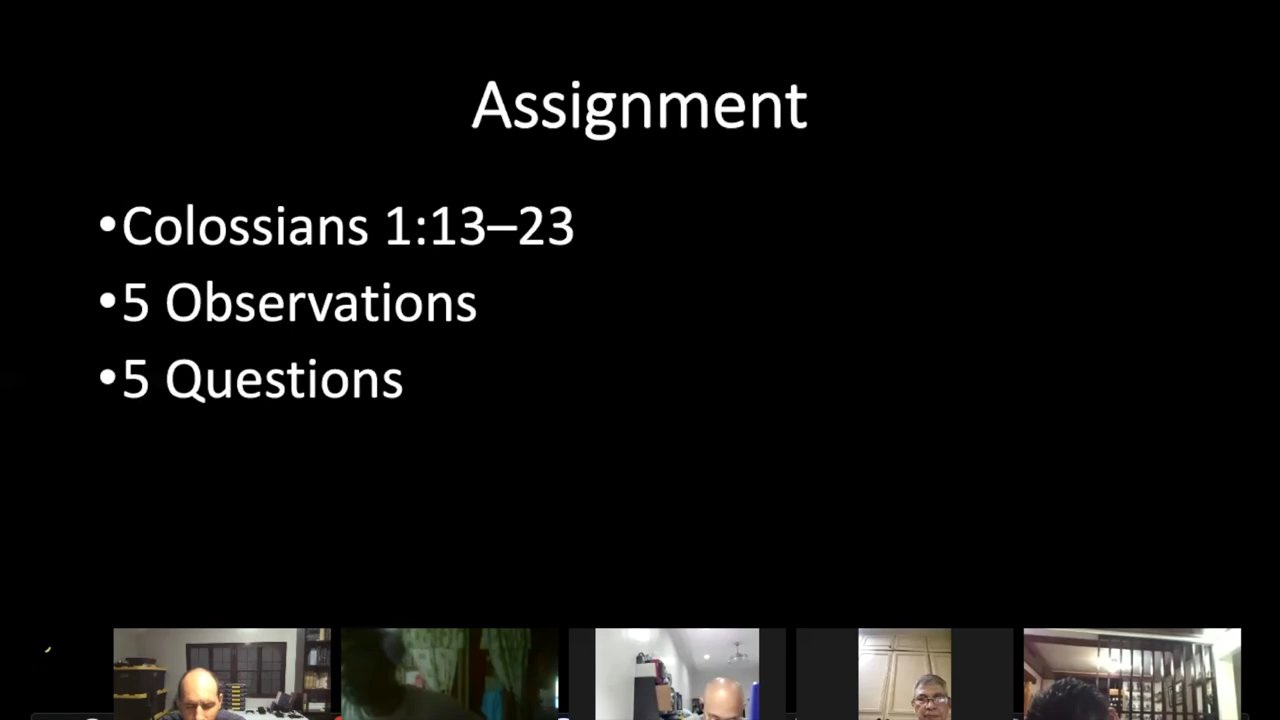 Assignment
•Colossians 1:13–23
•5 Observations
•5 Questions